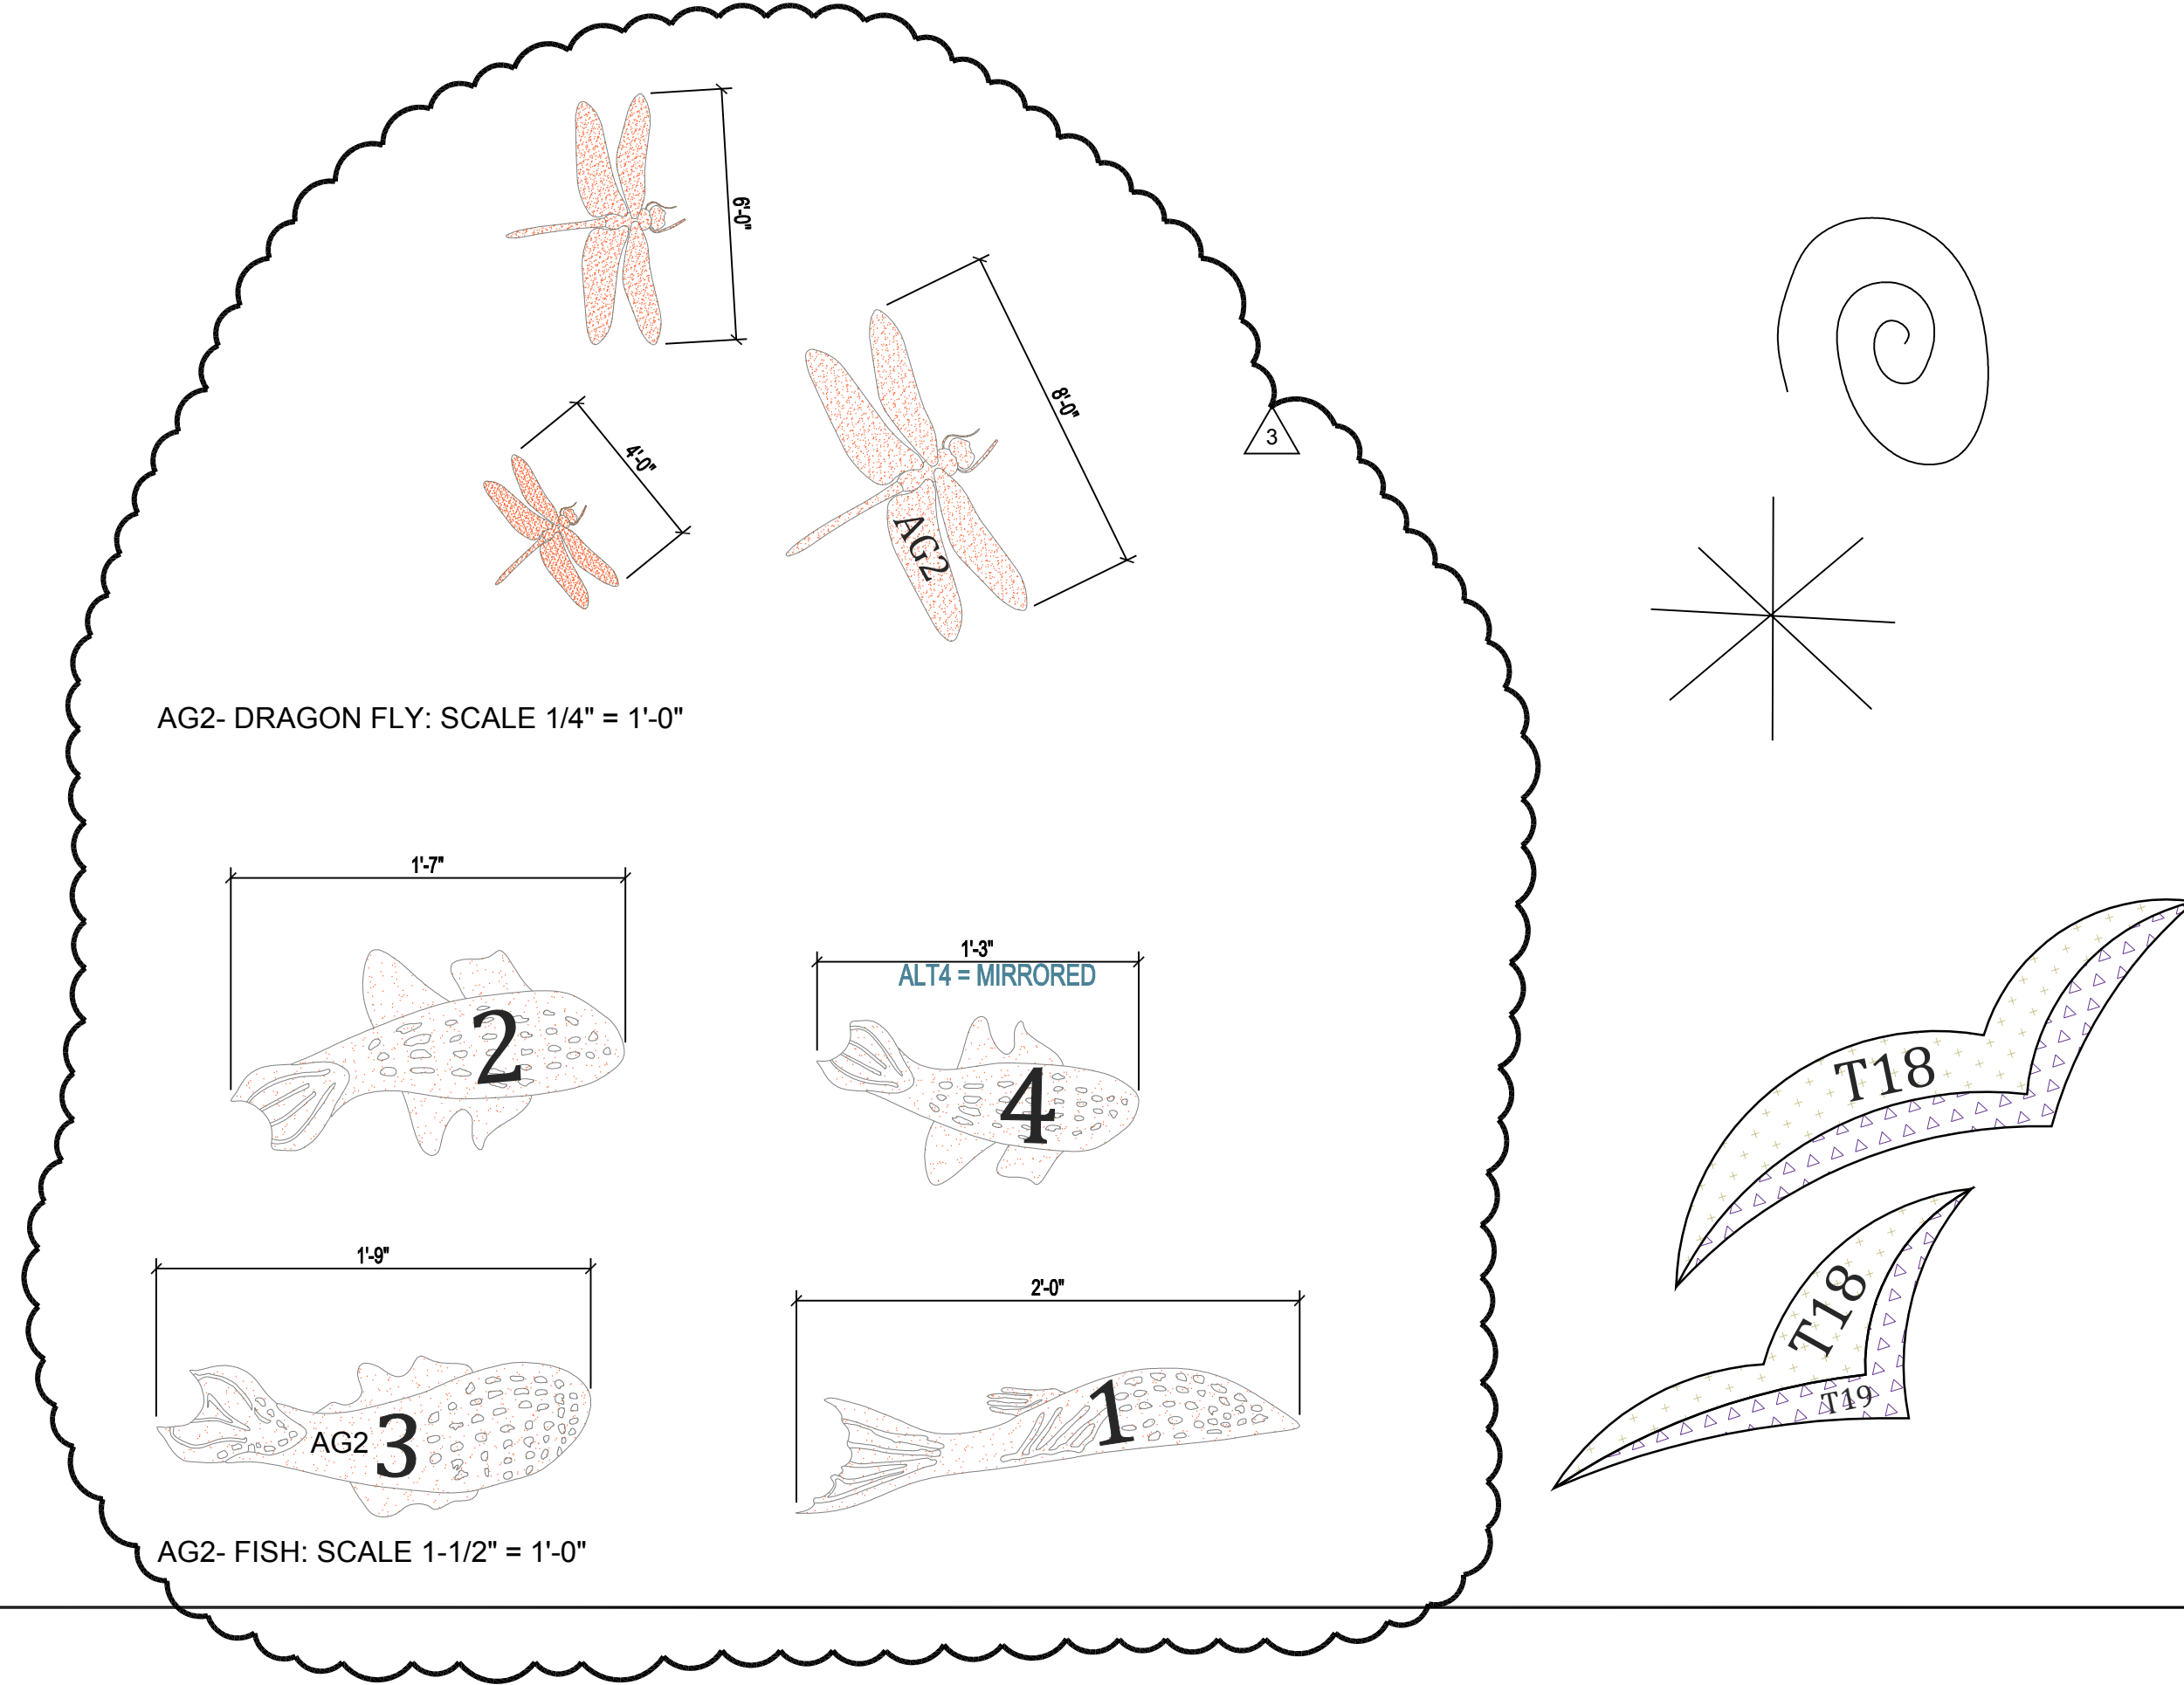 6'-0"
8'-0"
3
4'-0"
AG2
AG2- DRAGON FLY: SCALE 1/4" = 1'-0"
1'-7"
1'-3"
ALT4 = MIRRORED
2
4
T18
1'-9"
2'-0"
T18
T19
AG2 3
1
AG2- FISH: SCALE 1-1/2" = 1'-0"